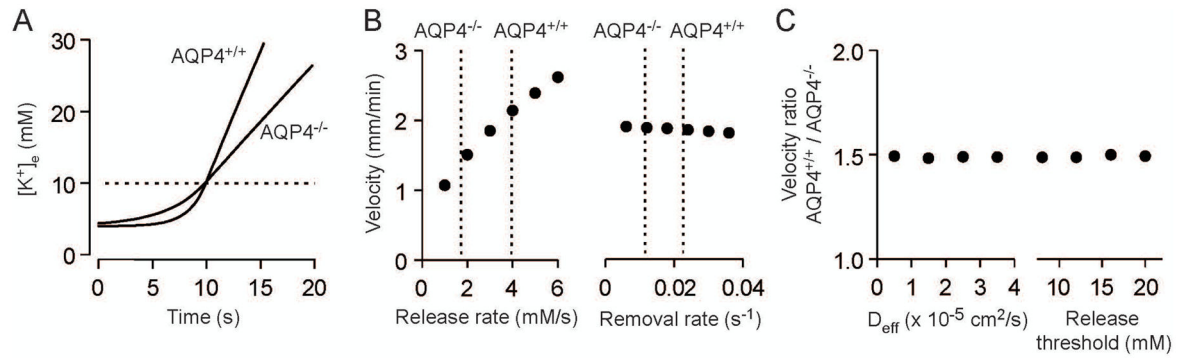 A
30
20
10
0
[K⁺]ₑ (mM)
AQP4⁺/⁺
AQP4⁻/⁻
0 5 10 15 20
Time (s)
B
AQP4⁻/⁻ AQP4⁺/⁺ AQP4⁻/⁻ AQP4⁺/⁺
3
2
1
0
Velocity (mm/min)
0 2 4 6
Release rate (mM/s)
0 0.02 0.04
Removal rate (s⁻¹)
C
2.0
1.5
1.0
Velocity ratio
AQP4⁺/⁺ / AQP4⁻/⁻
0 1 2 3 4
D_eff (x 10⁻⁵ cm²/s)
10 15 20
Release
threshold (mM)